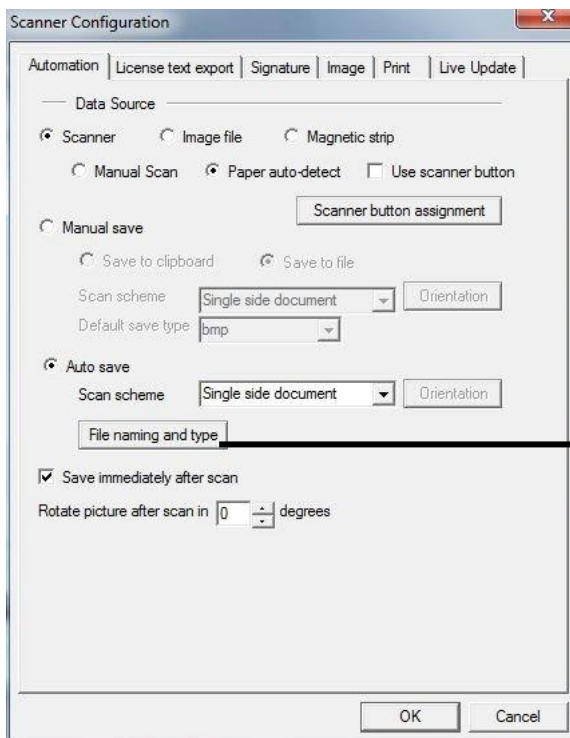 Scanner Configuration
Automation License text export Signature Image Print Live Update
Data Source
Scanner Image file Magnetic strip
Manual Scan Paper auto-detect Use scanner button
Scanner button assignment
Manual save
Save to clipboard Save to file
Scan scheme Single side document Orientation
Default save type bmp
Auto save
Scan scheme Single side document Orientation
File naming and type
Save immediately after scan
Rotate picture after scan in 0 degrees
OK Cancel